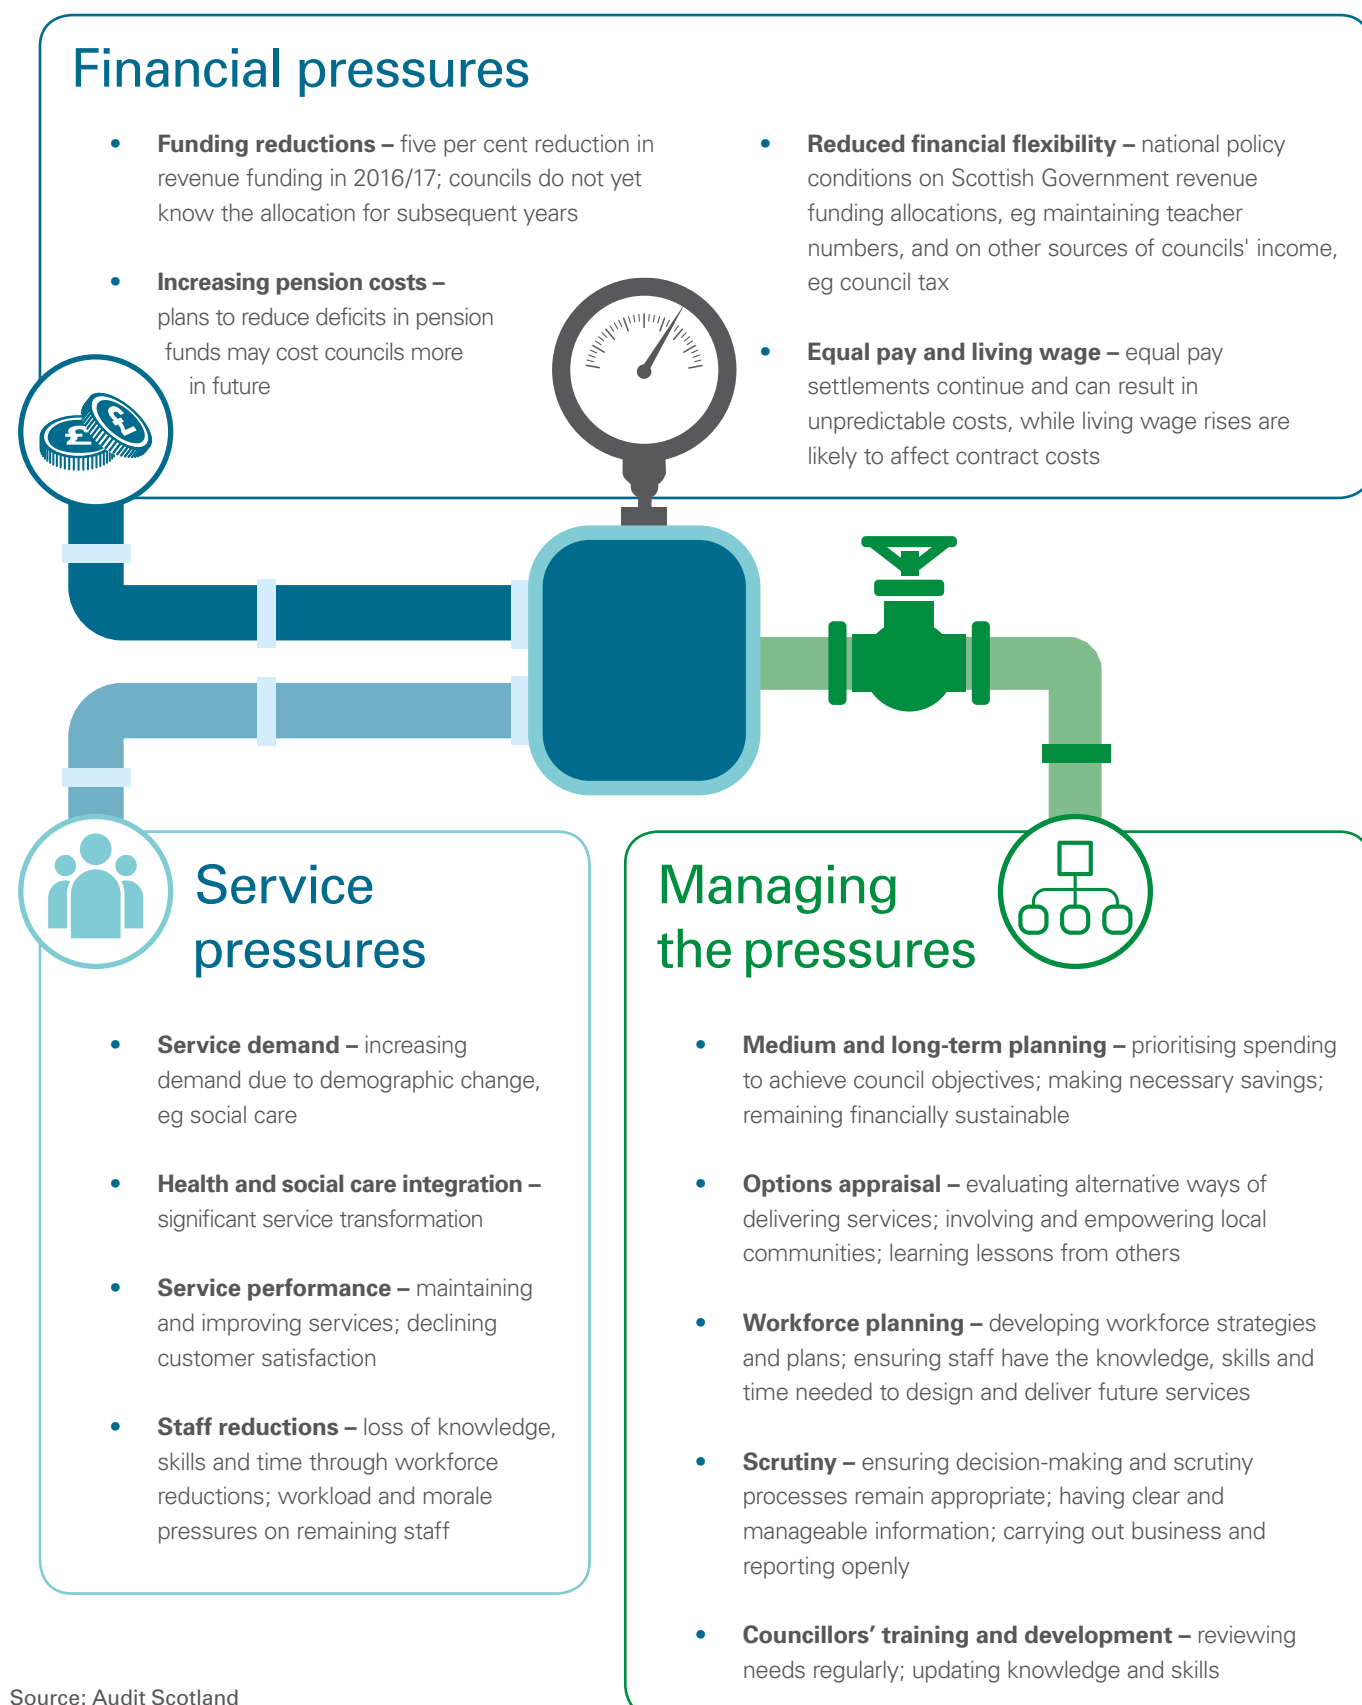 Financial pressures
• Funding reductions – five per cent reduction in
revenue funding in 2016/17; councils do not yet
know the allocation for subsequent years
• Increasing pension costs –
plans to reduce deficits in pension
funds may cost councils more
in future
• Reduced financial flexibility – national policy
conditions on Scottish Government revenue
funding allocations, eg maintaining teacher
numbers, and on other sources of councils' income,
eg council tax
• Equal pay and living wage – equal pay
settlements continue and can result in
unpredictable costs, while living wage rises are
likely to affect contract costs
£ £
Service
pressures
• Service demand – increasing
demand due to demographic change,
eg social care
• Health and social care integration –
significant service transformation
• Service performance – maintaining
and improving services; declining
customer satisfaction
• Staff reductions – loss of knowledge,
skills and time through workforce
reductions; workload and morale
pressures on remaining staff
Managing
the pressures
• Medium and long-term planning – prioritising spending
to achieve council objectives; making necessary savings;
remaining financially sustainable
• Options appraisal – evaluating alternative ways of
delivering services; involving and empowering local
communities; learning lessons from others
• Workforce planning – developing workforce strategies
and plans; ensuring staff have the knowledge, skills and
time needed to design and deliver future services
• Scrutiny – ensuring decision-making and scrutiny
processes remain appropriate; having clear and
manageable information; carrying out business and
reporting openly
• Councillors’ training and development – reviewing
needs regularly; updating knowledge and skills
Source: Audit Scotland